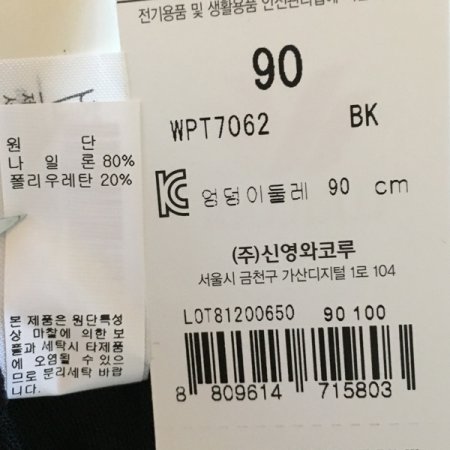 전기용품 및 생활용품 안전관리법에
90
WPT7062 BK
엉덩이둘레 90 cm
(주)신영와코루
서울시 금천구 가산디지털 1로 104
LOT81200650 90 100
8 809614 715803
원 단
나 일 론 80%
폴리우레탄 20%
본 제품은 원단특성
상 마찰에 의한 보
풀과 세탁시 타제품
에 오염될 수 있으
므로 분리세탁 바랍
니다.